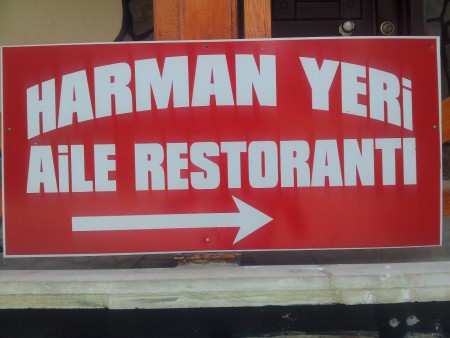 HARMAN YERİ
AİLE RESTORANTI